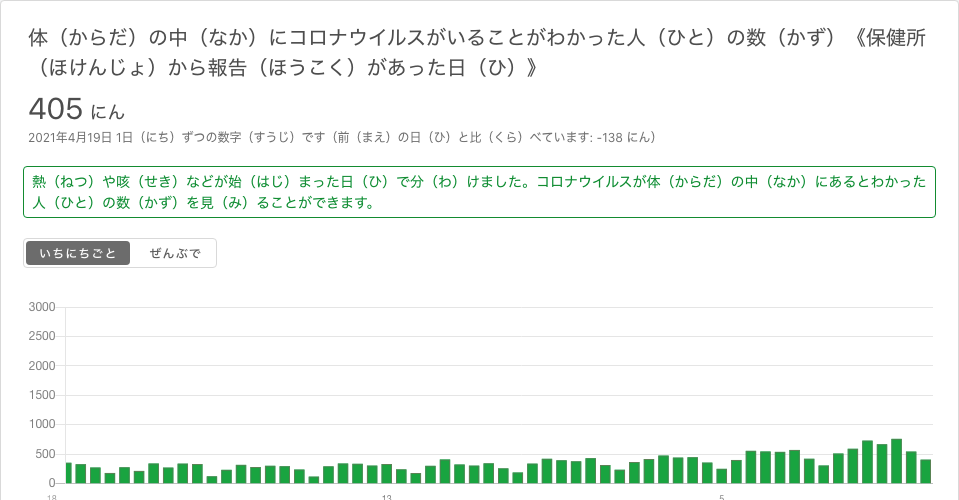 体（からだ）の中（なか）にコロナウイルスがいることがわかった人（ひと）の数（かず）《保健所
（ほけんじょ）から報告（ほうこく）があった日（ひ）》
405 にん
2021年4月19日 1日（にち）ずつの数字（すうじ）です（前（まえ）の日（ひ）と比（くら）べています: -138 にん）
熱（ねつ）や咳（せき）などが始（はじ）まった日（ひ）で分（わ）けました。コロナウイルスが体（からだ）の中（なか）にあるとわかった
人（ひと）の数（かず）を見（み）ることができます。
いちにちごと ぜんぶで
3000
2500
2000
1500
1000
500
0
18 13 5